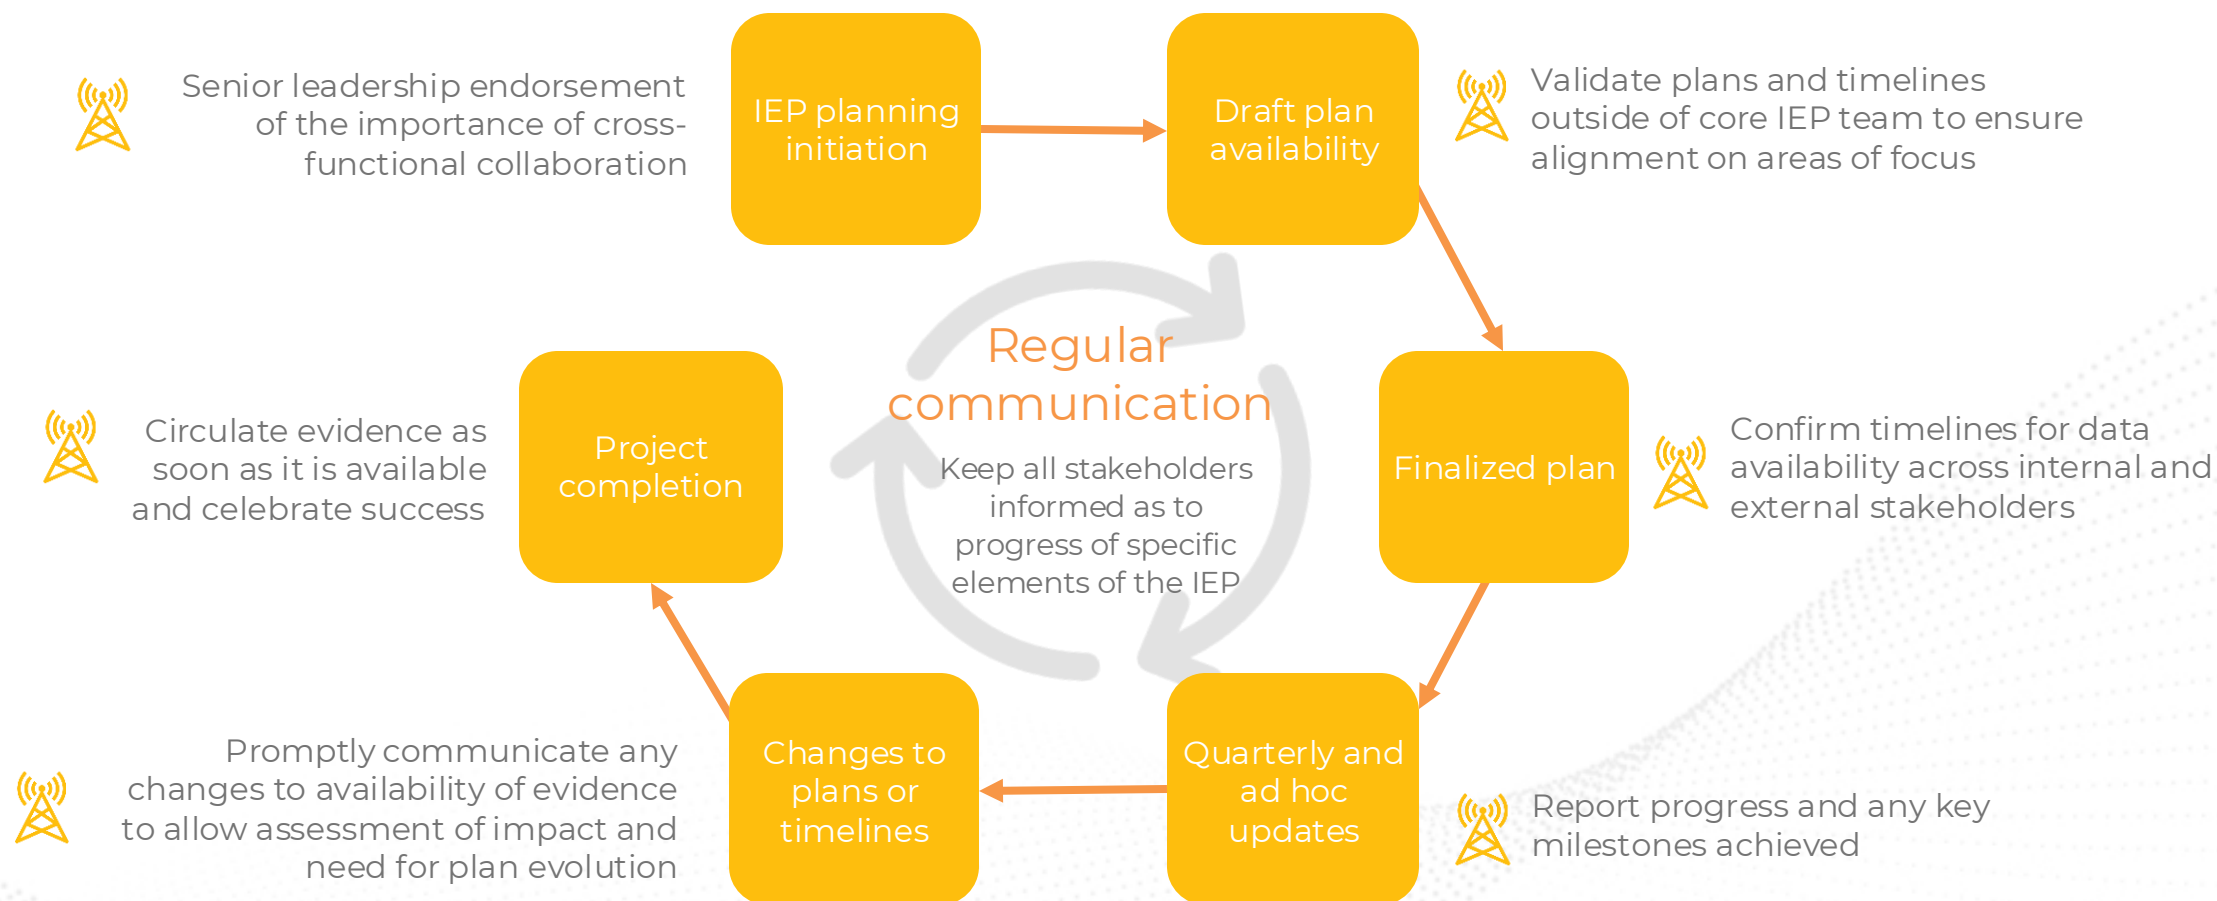 Senior leadership endorsement
of the importance of cross-
functional collaboration
IEP planning
initiation
Draft plan
availability
Validate plans and timelines
outside of core IEP team to ensure
alignment on areas of focus
Regular
communication
Keep all stakeholders
informed as to
progress of specific
elements of the IEP
Circulate evidence as
soon as it is available
and celebrate success
Project
completion
Finalized plan
Confirm timelines for data
availability across internal and
external stakeholders
Promptly communicate any
changes to availability of evidence
to allow assessment of impact and
need for plan evolution
Changes to
plans or
timelines
Quarterly and
ad hoc
updates
Report progress and any key
milestones achieved